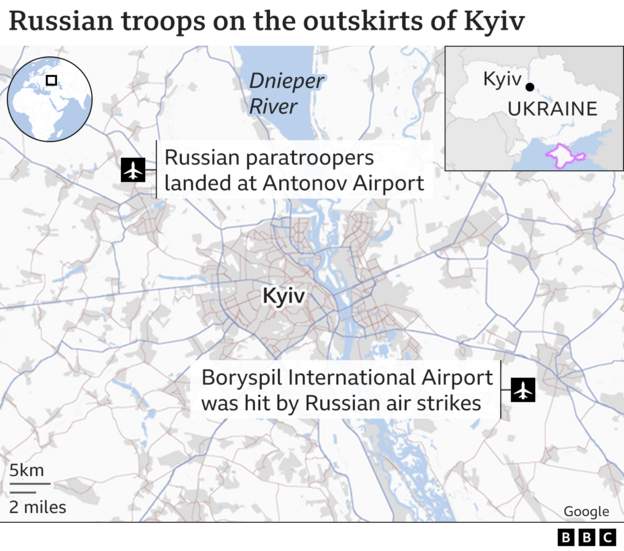 Russian troops on the outskirts of Kyiv
Dnieper
River
Kyiv
UKRAINE
Russian paratroopers
landed at Antonov Airport
Kyiv
Boryspil International Airport
was hit by Russian air strikes
5km
2 miles
Google
BBC